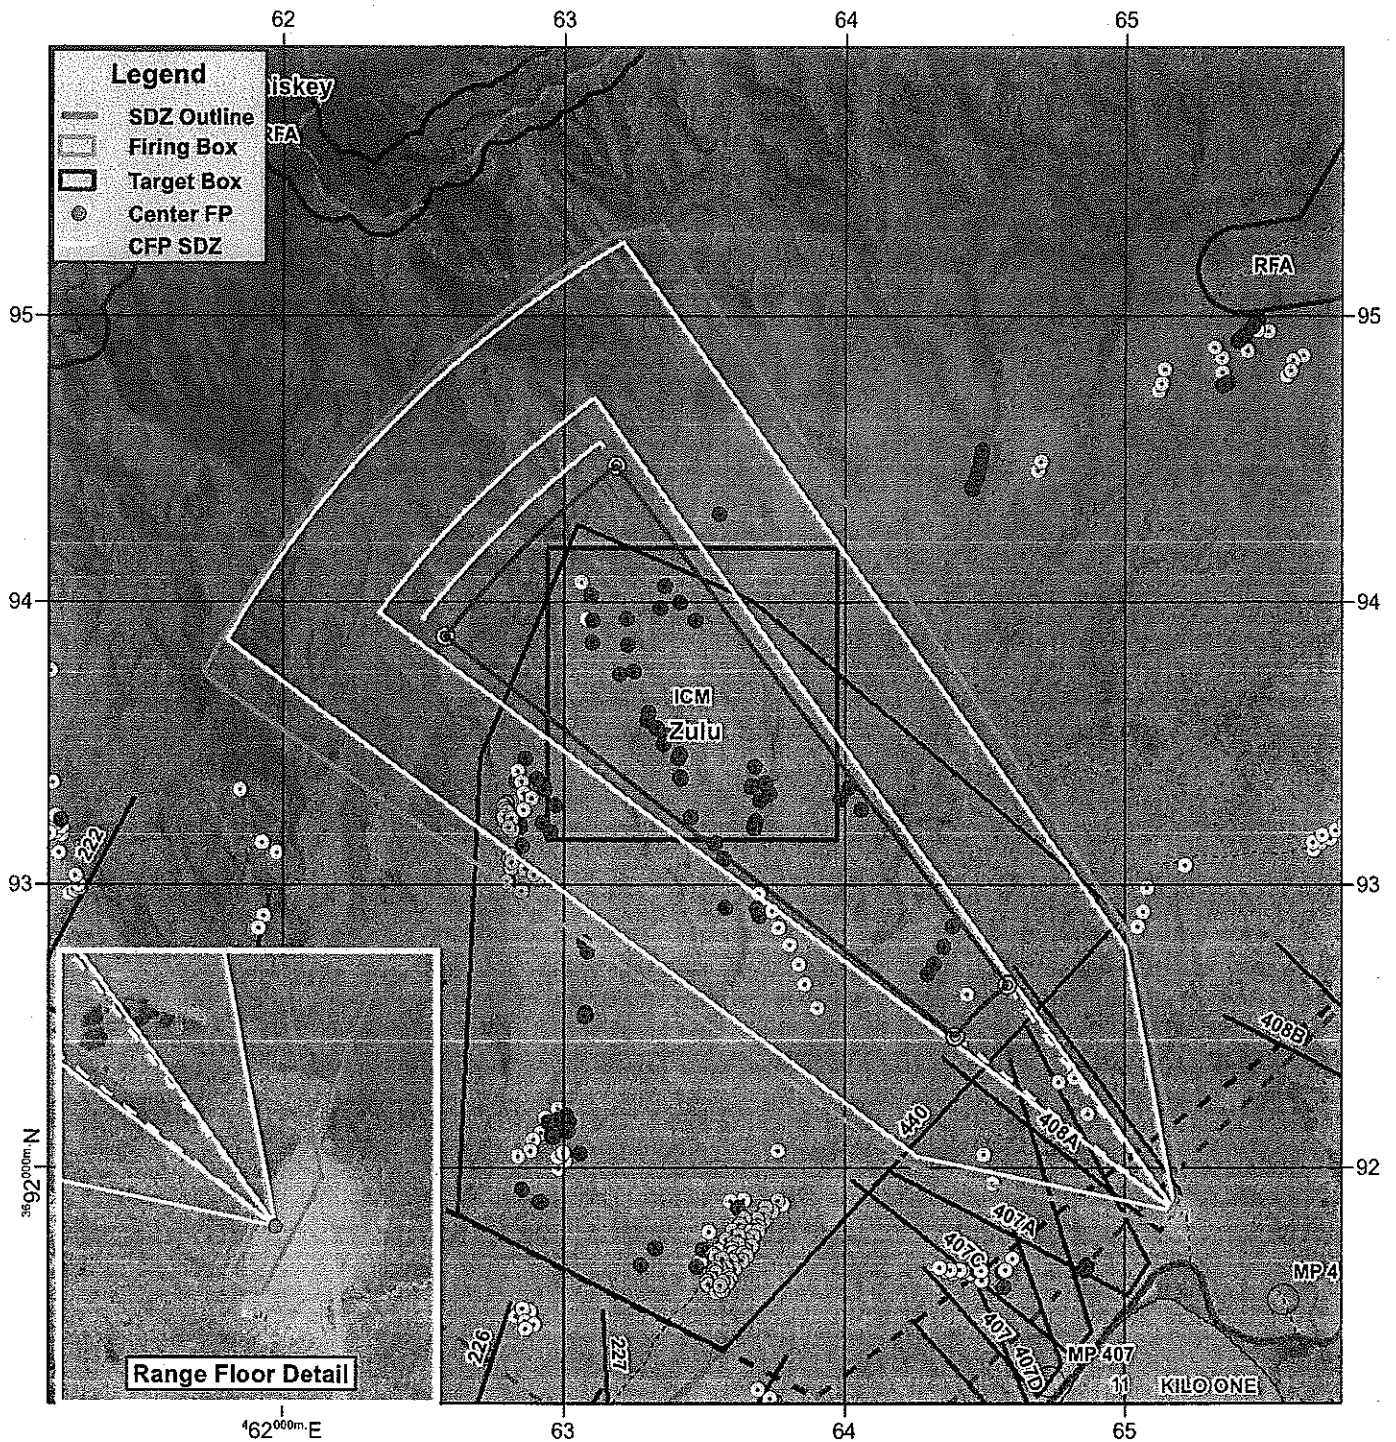 62 63 64 65
Legend
SDZ Outline
Firing Box
Target Box
Center FP
CFP SDZ
iskey
RFA
RFA
95 95
94 94
ICM
Zulu
222
93 93
408B
440
408A
3692000m.N
92
407A
407C
MP 4
226
227
407
407D
MP 407
11 KILO ONE
Range Floor Detail
462000m.E 63 64 65